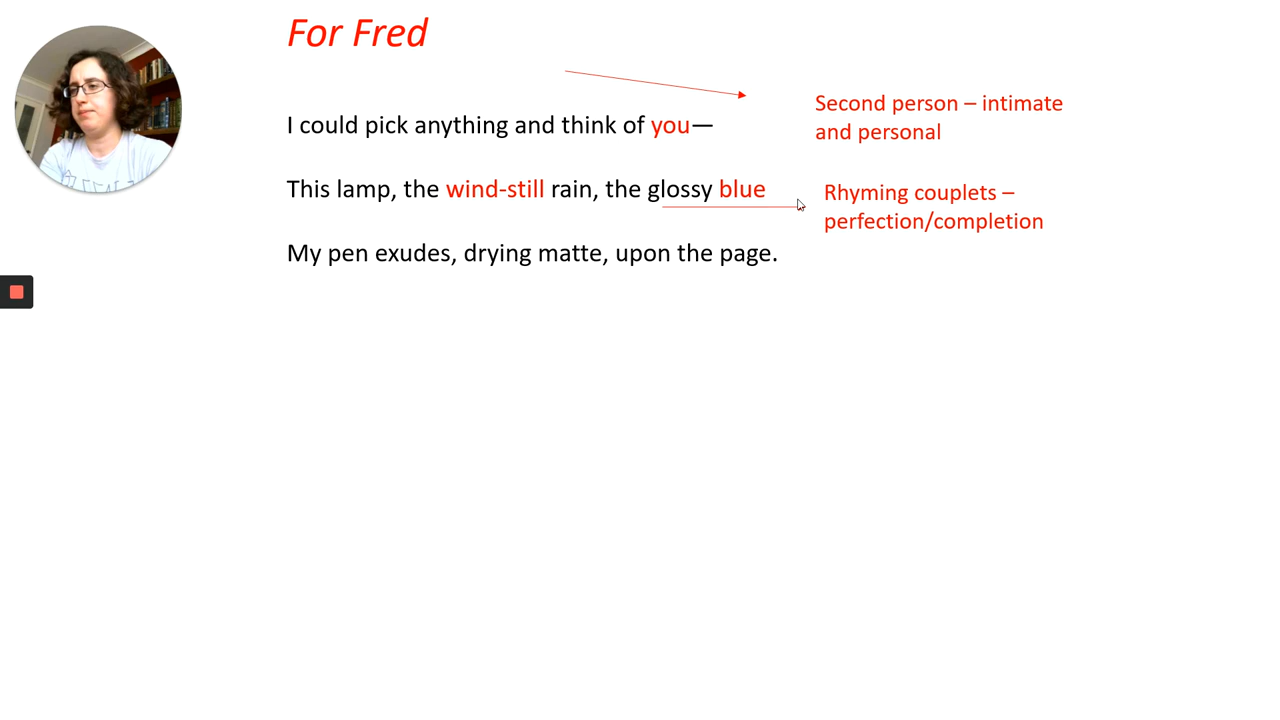 For Fred
I could pick anything and think of you—
Second person – intimate
and personal
This lamp, the wind-still rain, the glossy blue
Rhyming couplets –
perfection/completion
My pen exudes, drying matte, upon the page.